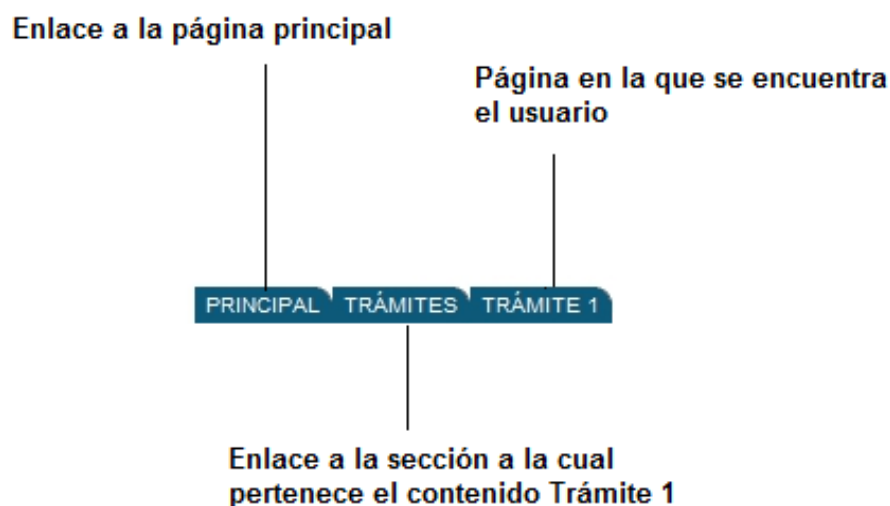 Enlace a la página principal
Página en la que se encuentra
el usuario
PRINCIPAL TRÁMITES TRÁMITE 1
Enlace a la sección a la cual
pertenece el contenido Trámite 1